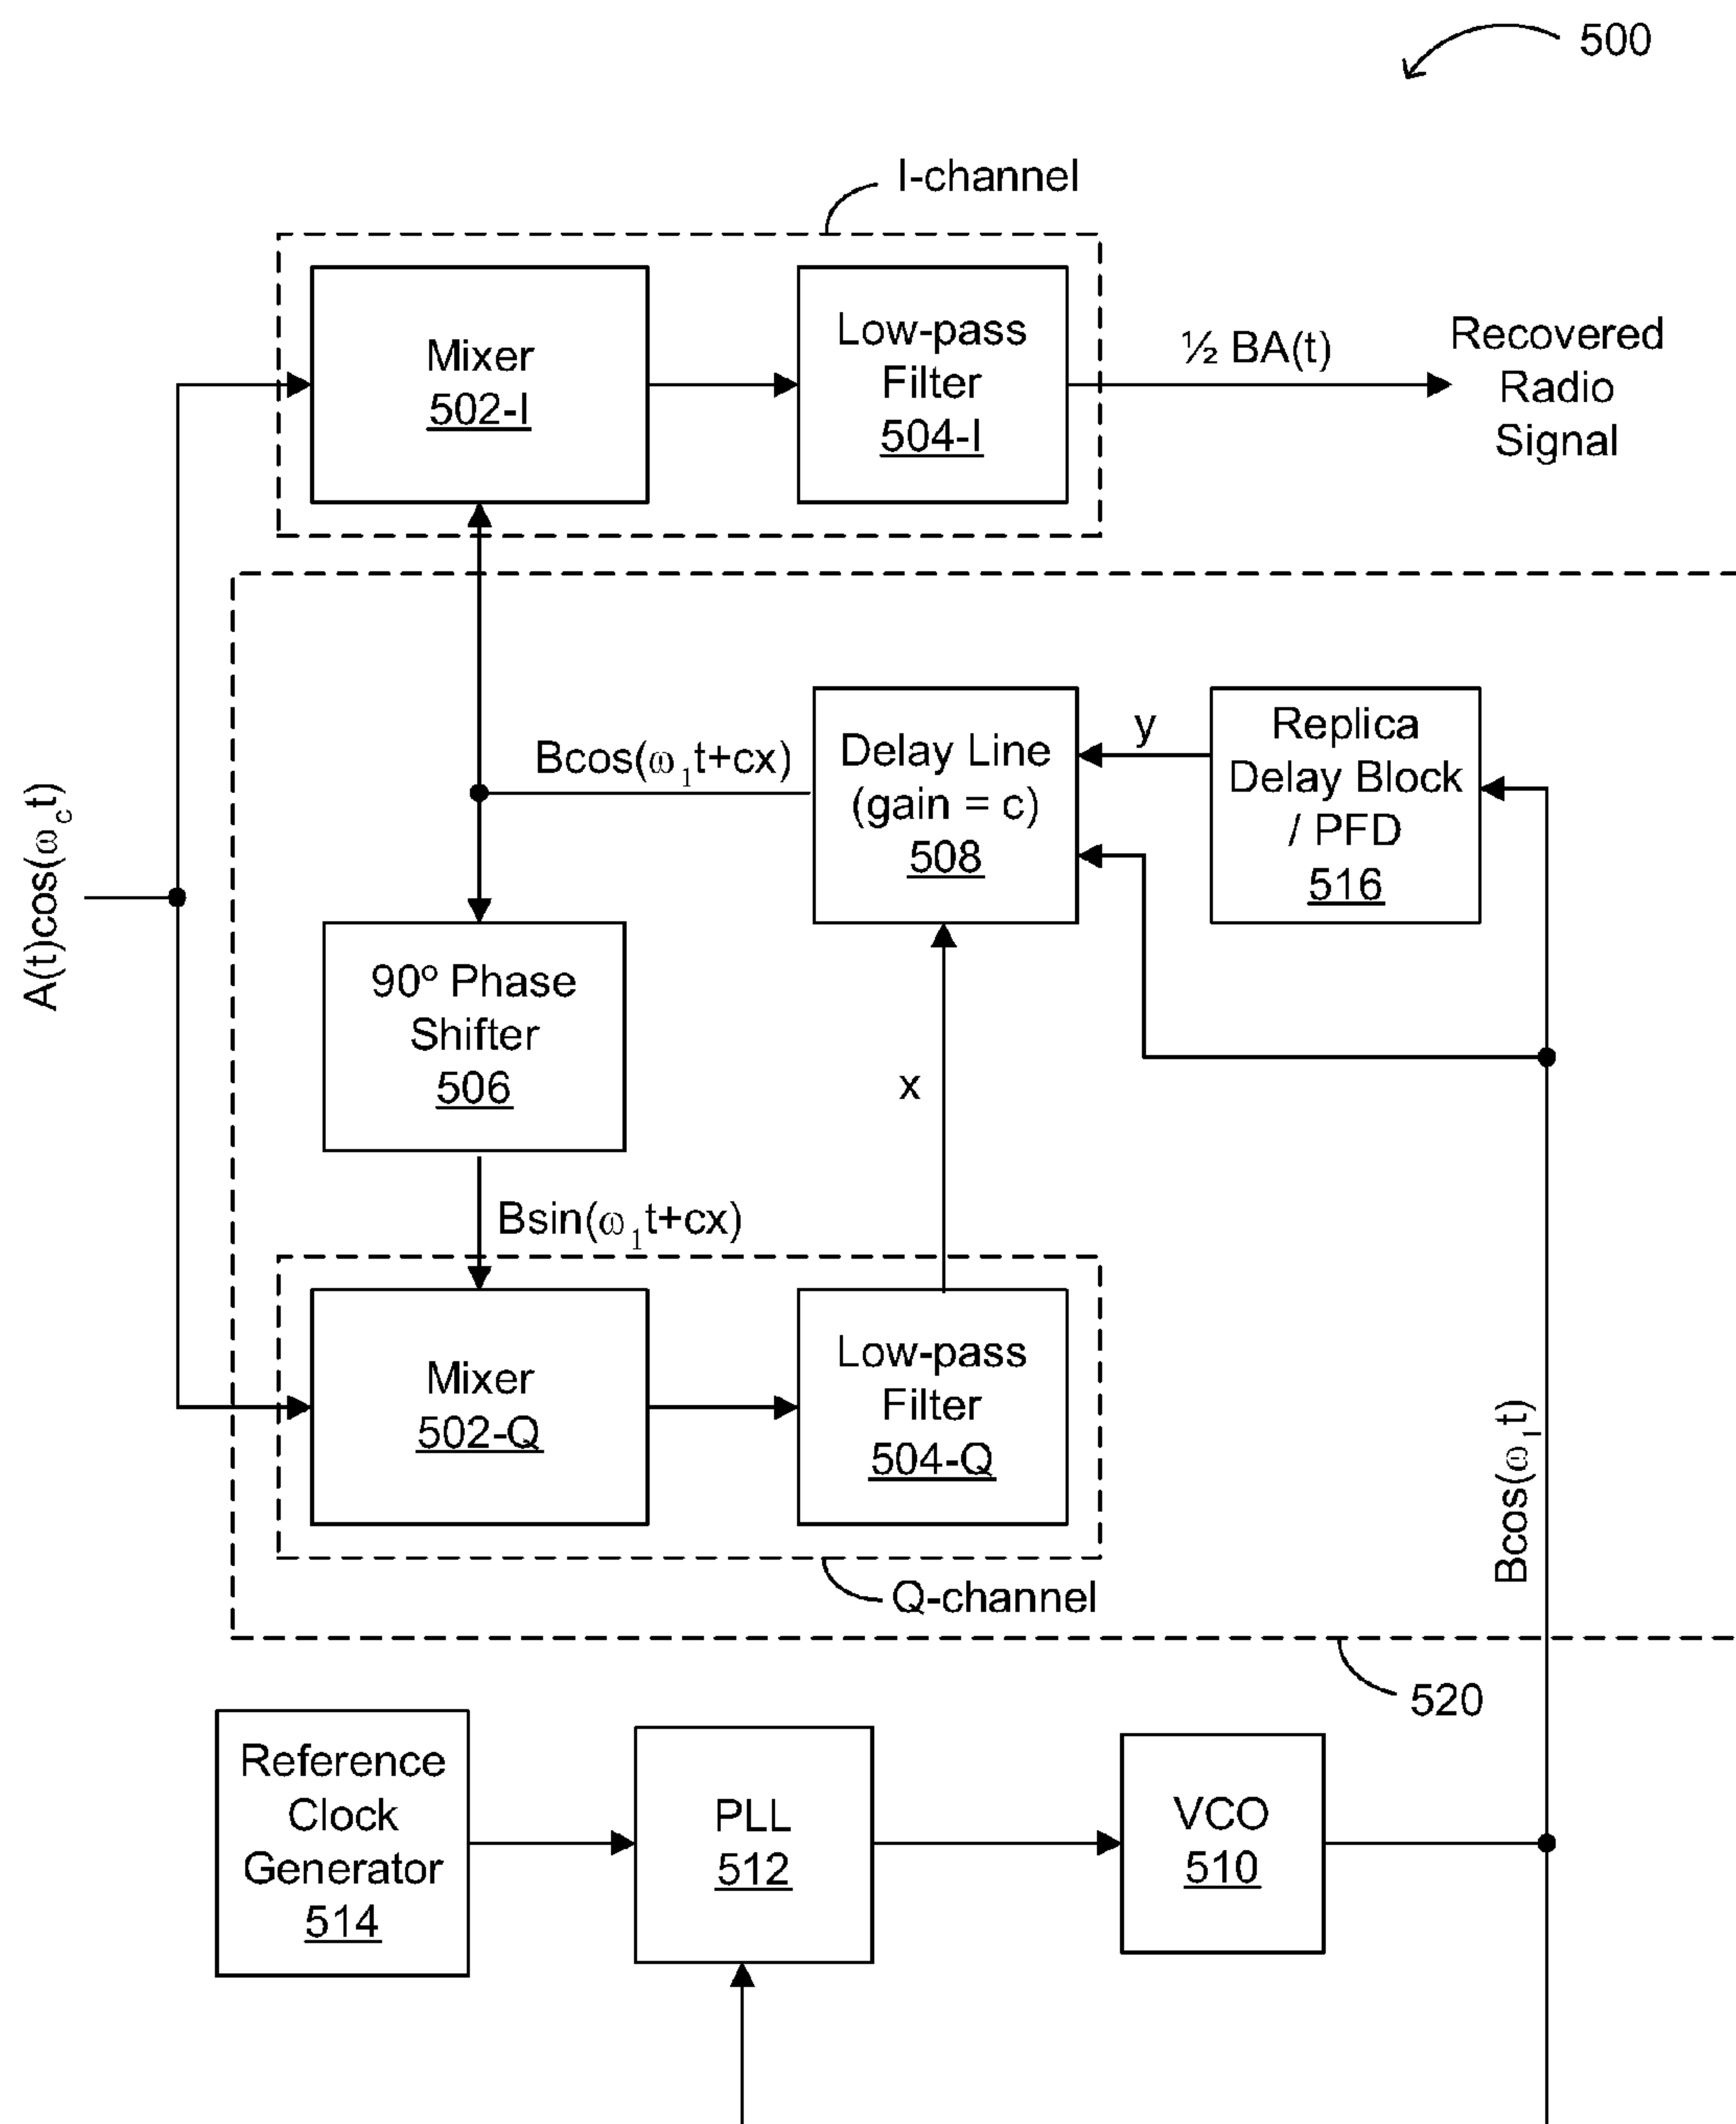 500
I-channel
Mixer
502-I
Low-pass
Filter
504-I
½ BA(t)
Recovered
Radio
Signal
A(t)cos(ω_c t)
Bcos(ω₁t+cx)
Delay Line
(gain = c)
508
y
Replica
Delay Block
/ PFD
516
90º Phase
Shifter
506
x
Bsin(ω₁t+cx)
Mixer
502-Q
Low-pass
Filter
504-Q
Q-channel
Bcos(ω₁t)
520
Reference
Clock
Generator
514
PLL
512
VCO
510